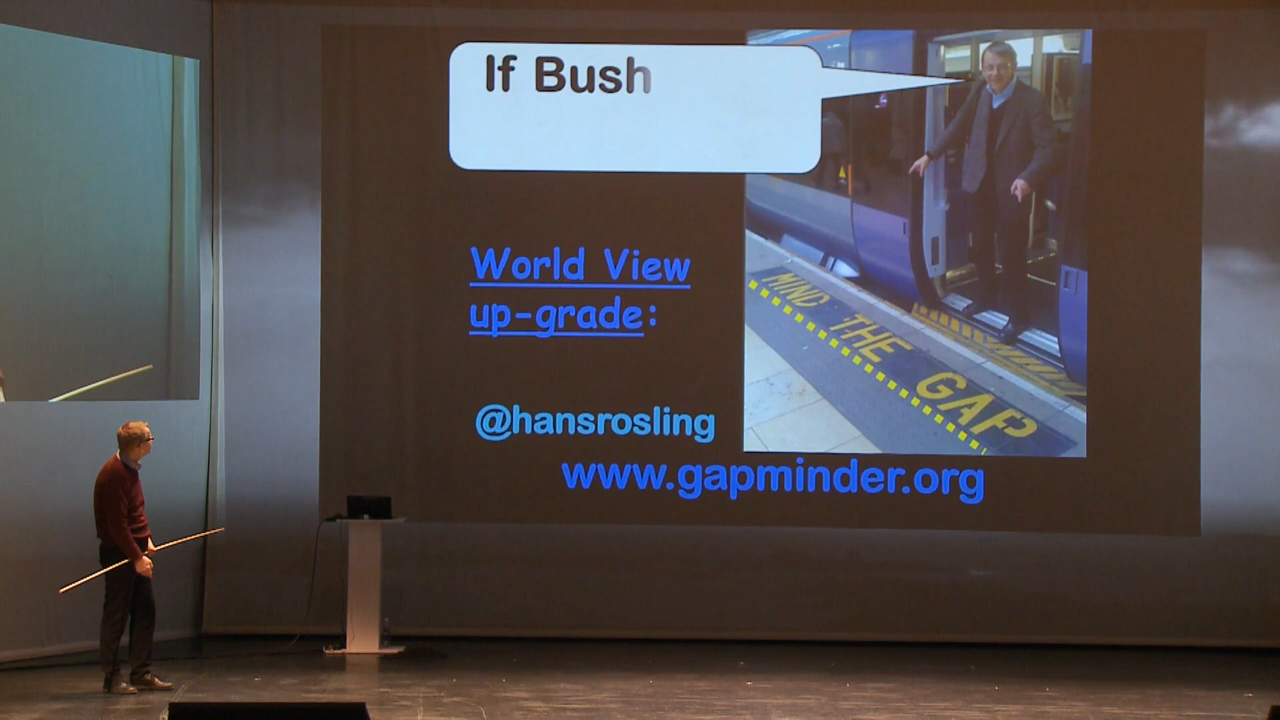 If Bush
World View
up-grade:
@hansrosling
www.gapminder.org
MIND THE GAP